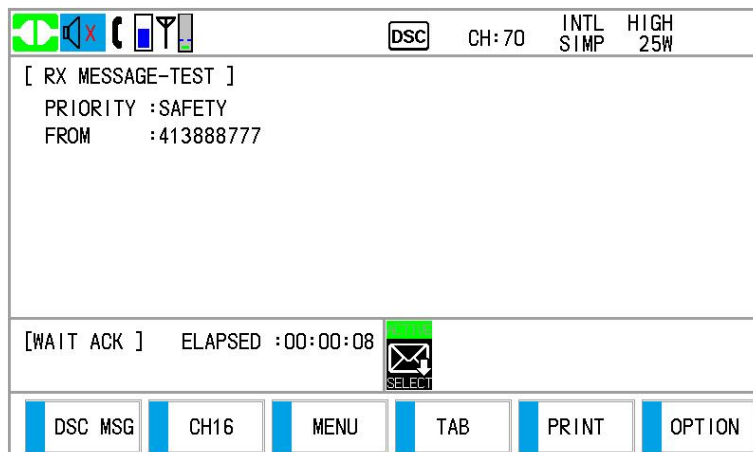 DSC CH:70 INTL HIGH
SIMP 25W
[ RX MESSAGE-TEST ]
PRIORITY :SAFETY
FROM :413888777
[WAIT ACK ] ELAPSED :00:00:08
SELECT
DSC MSG CH16 MENU TAB PRINT OPTION